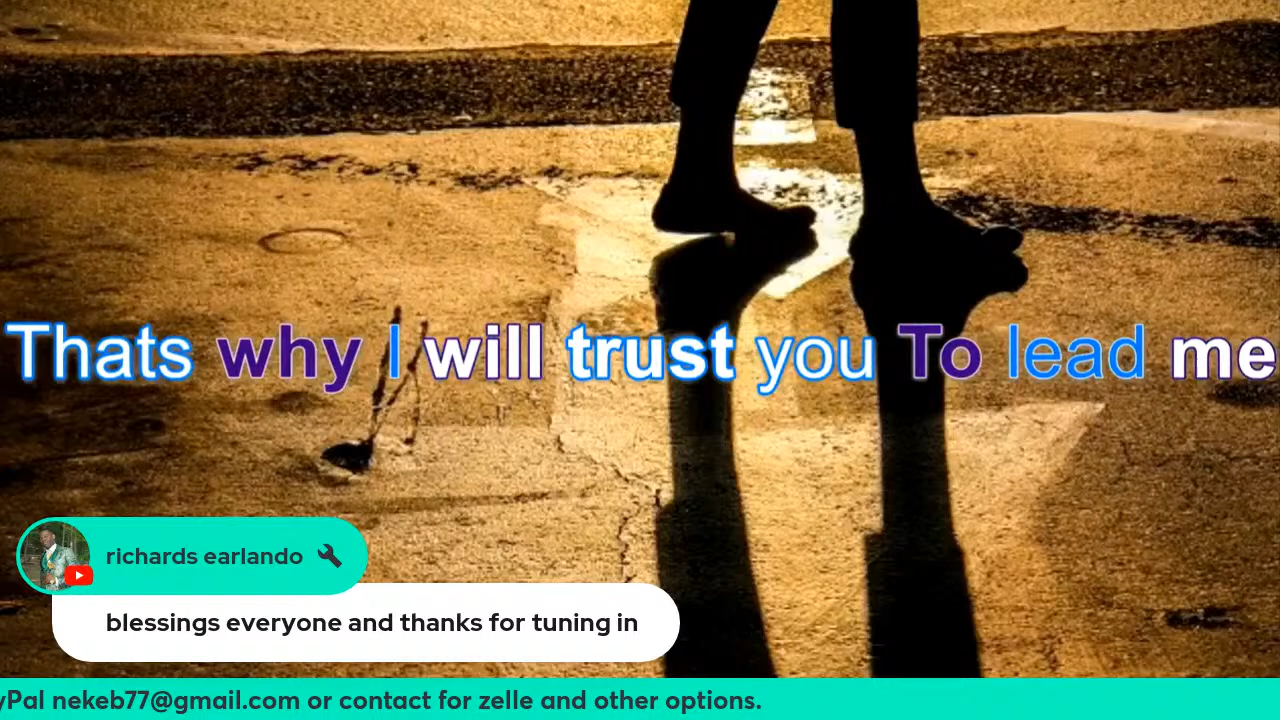 Thats why I will trust you To lead me
richards earlando
blessings everyone and thanks for tuning in
yPal nekeb77@gmail.com or contact for zelle and other options.